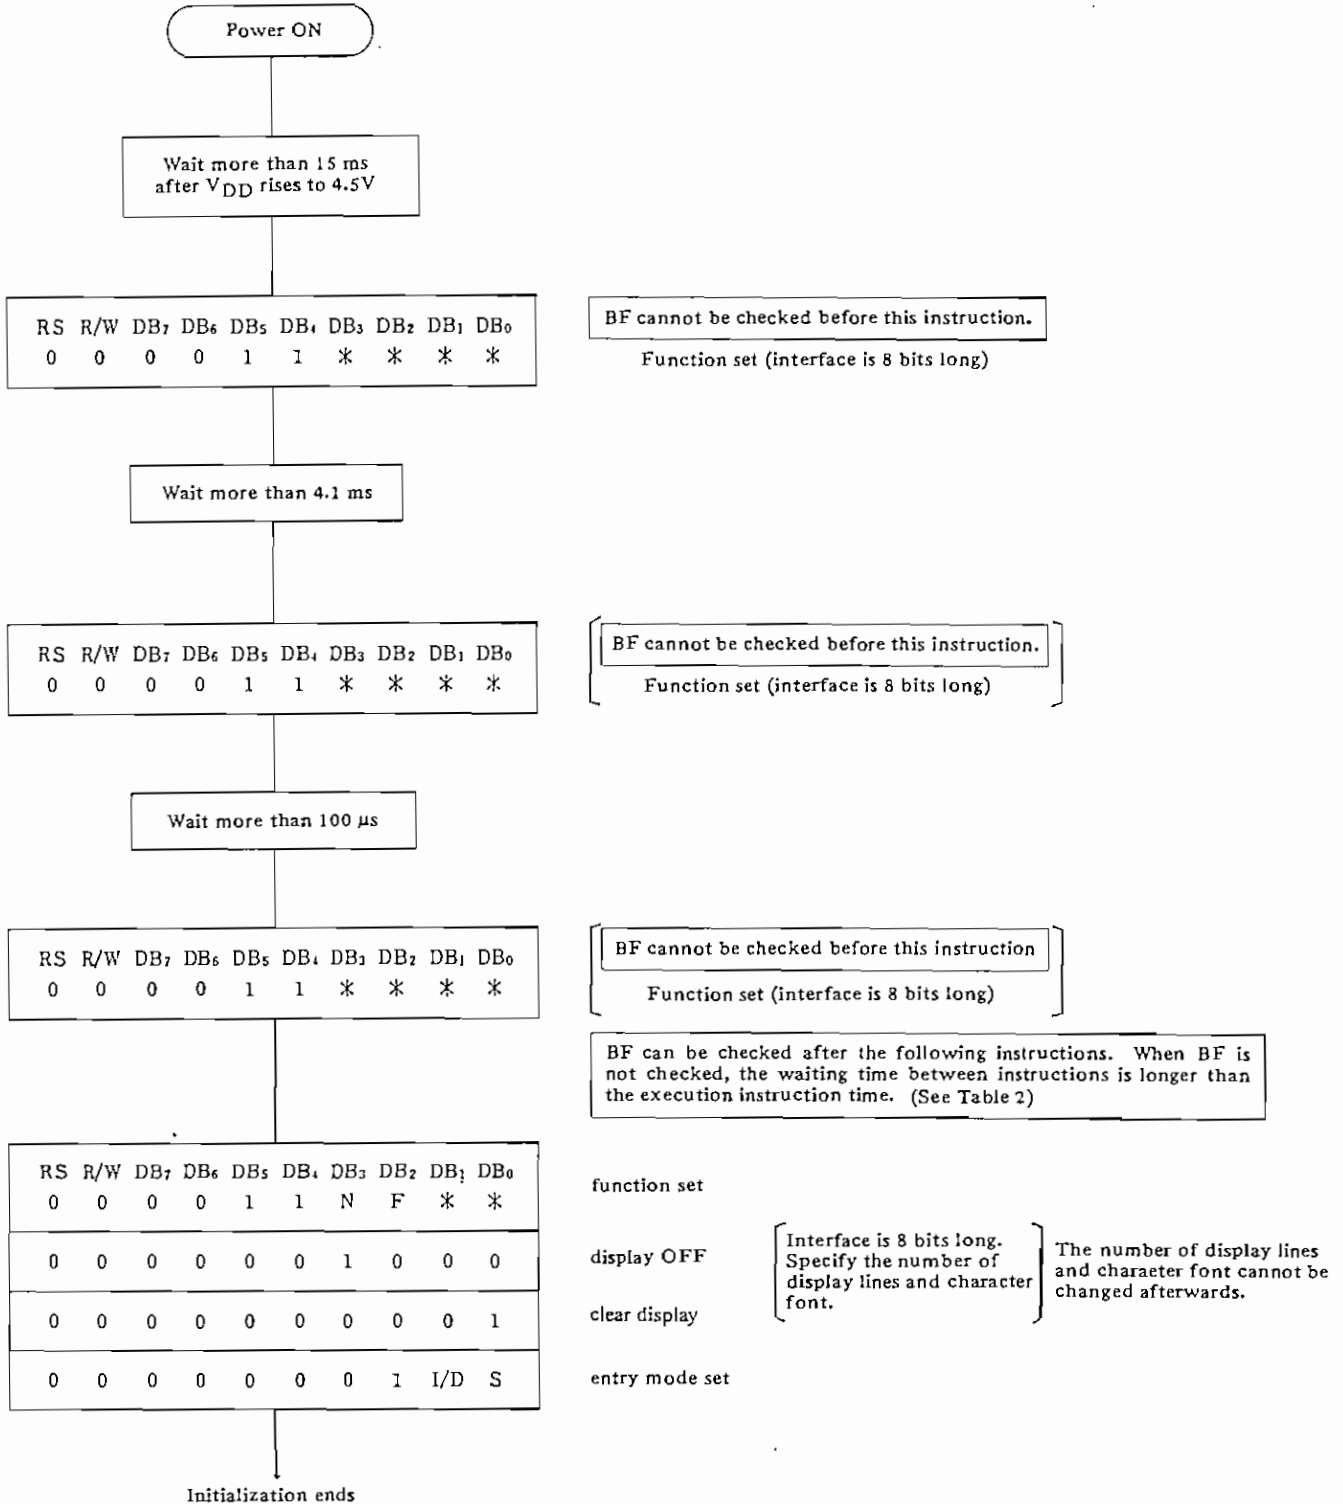 Power ON
Wait more than 15 ms
after VDD rises to 4.5V
RS R/W DB7 DB6 DB5 DB4 DB3 DB2 DB1 DB0
0 0 0 0 1 1 * * * *
BF cannot be checked before this instruction.
Function set (interface is 8 bits long)
Wait more than 4.1 ms
RS R/W DB7 DB6 DB5 DB4 DB3 DB2 DB1 DB0
0 0 0 0 1 1 * * * *
BF cannot be checked before this instruction.
Function set (interface is 8 bits long)
Wait more than 100 μs
RS R/W DB7 DB6 DB5 DB4 DB3 DB2 DB1 DB0
0 0 0 0 1 1 * * * *
BF cannot be checked before this instruction
Function set (interface is 8 bits long)
BF can be checked after the following instructions. When BF is
not checked, the waiting time between instructions is longer than
the execution instruction time. (See Table 2)
RS R/W DB7 DB6 DB5 DB4 DB3 DB2 DB1 DB0
0 0 0 0 1 1 N F * *
function set
0 0 0 0 0 0 1 0 0 0
display OFF
Interface is 8 bits long.
Specify the number of
display lines and character
font.
The number of display lines
and charaeter font cannot be
changed afterwards.
0 0 0 0 0 0 0 0 0 1
clear display
0 0 0 0 0 0 0 1 I/D S
entry mode set
Initialization ends